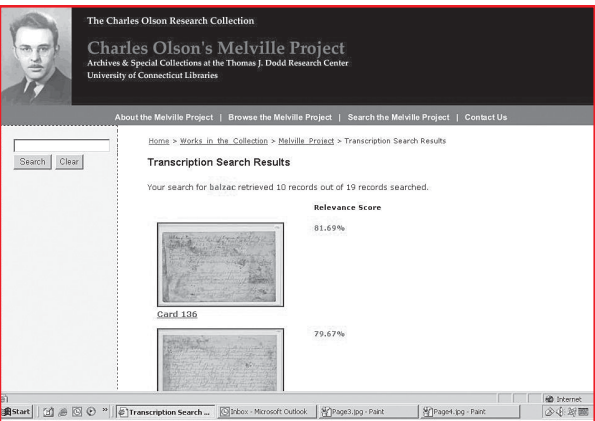 The Charles Olson Research Collection
Charles Olson's Melville Project
Archives & Special Collections at the Thomas J. Dodd Research Center
University of Connecticut Libraries
About the Melville Project | Browse the Melville Project | Search the Melville Project | Contact Us
Home > Works in the Collection > Melville Project > Transcription Search Results
Search Clear
Transcription Search Results
Your search for balzac retrieved 10 records out of 19 records searched.
Relevance Score
81.69%
Card 136
79.67%
Internet
Start » Transcription Search ... Inbox - Microsoft Outlook Page3.jpg - Paint Page4.jpg - Paint